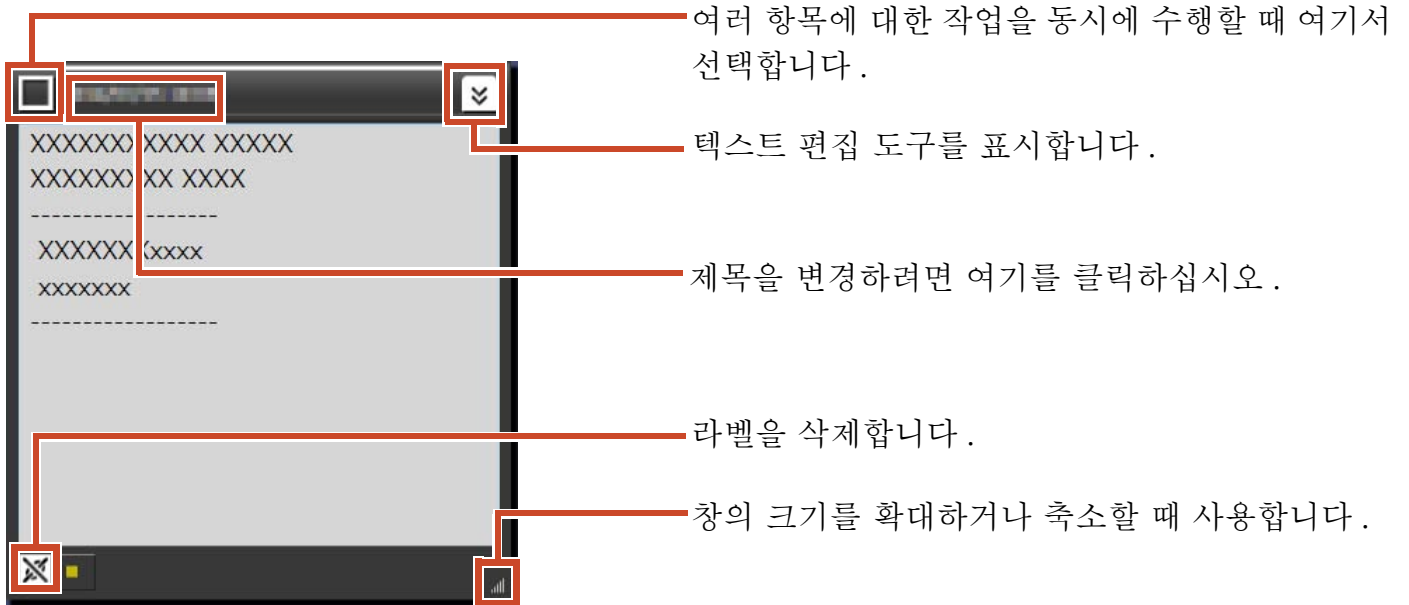 여러 항목에 대한 작업을 동시에 수행할 때 여기서
선택합니다 .
텍스트 편집 도구를 표시합니다 .
제목을 변경하려면 여기를 클릭하십시오 .
라벨을 삭제합니다 .
창의 크기를 확대하거나 축소할 때 사용합니다 .
XXXXXXXXXXX XXXXX
XXXXXXXXX XXXX
------------------
XXXXXXXxxxx
xxxxxxx
------------------